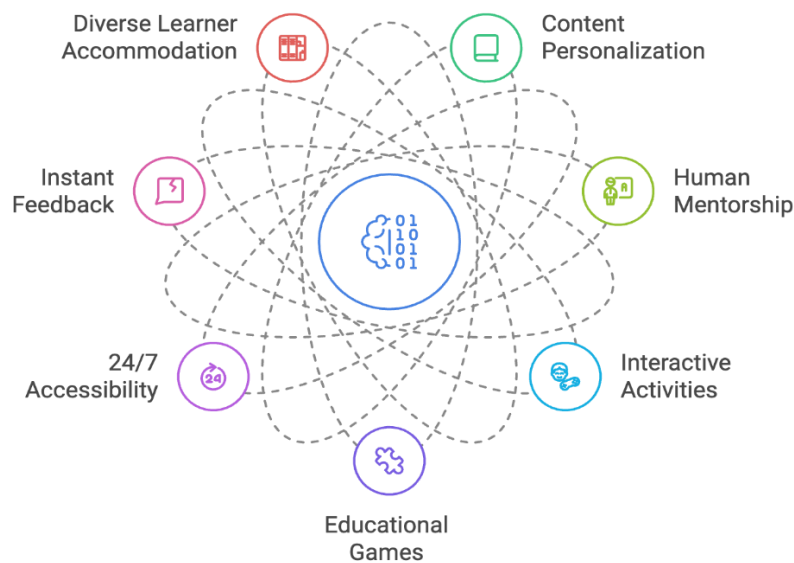 Diverse Learner
Accommodation
Content
Personalization
Instant
Feedback
01
10
01
01
A
Human
Mentorship
24/7
Accessibility
24
Interactive
Activities
Educational
Games